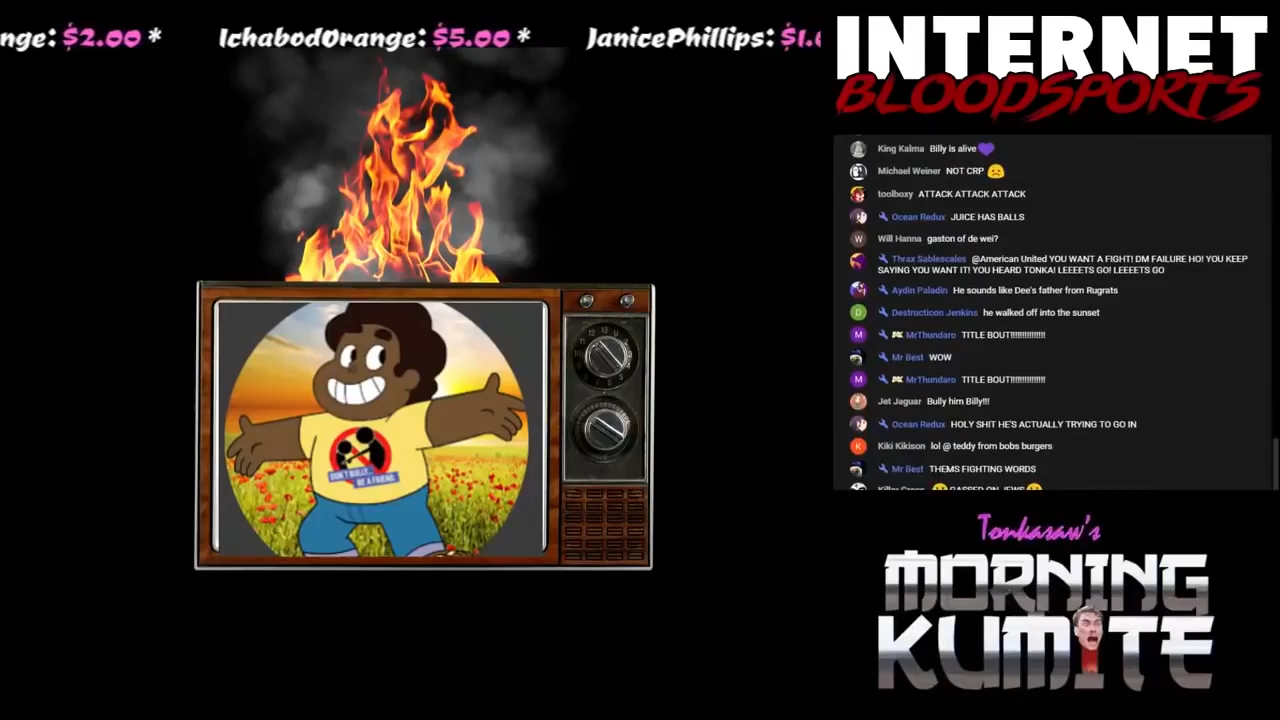 nge: $2.00 *
IchabodOrange: $5.00 *
JanicePhillips: $1.
INTERNET
BLOODSPORTS
King Kalma Billy is alive
Michael Weiner NOT CRP
toolboxy ATTACK ATTACK ATTACK
Ocean Redux JUICE HAS BALLS
W Will Hanna gaston of de wei?
Thrax Sablescales @American United YOU WANT A FIGHT! DM FAILURE HO! YOU KEEP
SAYING YOU WANT IT! YOU HEARD TONKA! LEEEETS GO! LEEEETS GO
Aydin Paladin He sounds like Dee's father from Rugrats
D Destructicon Jenkins he walked off into the sunset
M MrThundaro TITLE BOUT!!!!!!!!!!!!!!!
Mr Best WOW
M MrThundaro TITLE BOUT!!!!!!!!!!!!!!!
Jet Jaguar Bully him Billy!!!
Ocean Redux HOLY SHIT HE'S ACTUALLY TRYING TO GO IN
K Kiki Kikison lol @ teddy from bobs burgers
Mr Best THEMS FIGHTING WORDS
DON'T BULLY...
BE A FRIEND
Tonkasaw's
MORNING
KUMITE